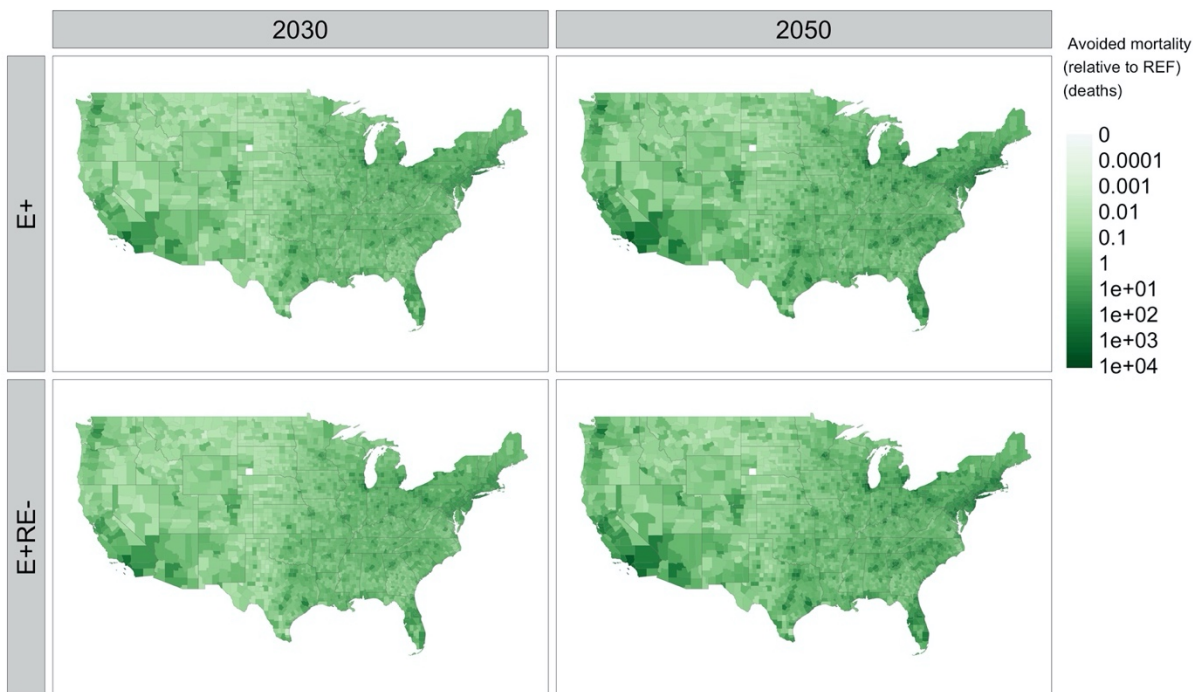 2030
2050
Avoided mortality
(relative to REF)
(deaths)
0
0.0001
0.001
0.01
0.1
1
1e+01
1e+02
1e+03
1e+04
E+
E+RE-